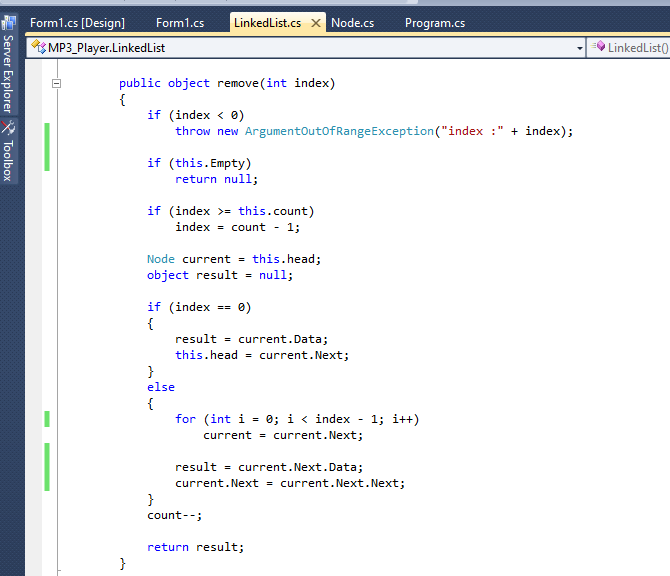 Form1.cs [Design] Form1.cs LinkedList.cs Node.cs Program.cs
MP3_Player.LinkedList LinkedList()
Server Explorer
Toolbox
public object remove(int index)
{
if (index < 0)
throw new ArgumentOutOfRangeException("index :" + index);
if (this.Empty)
return null;
if (index >= this.count)
index = count - 1;
Node current = this.head;
object result = null;
if (index == 0)
{
result = current.Data;
this.head = current.Next;
}
else
{
for (int i = 0; i < index - 1; i++)
current = current.Next;
result = current.Next.Data;
current.Next = current.Next.Next;
}
count--;
return result;
}